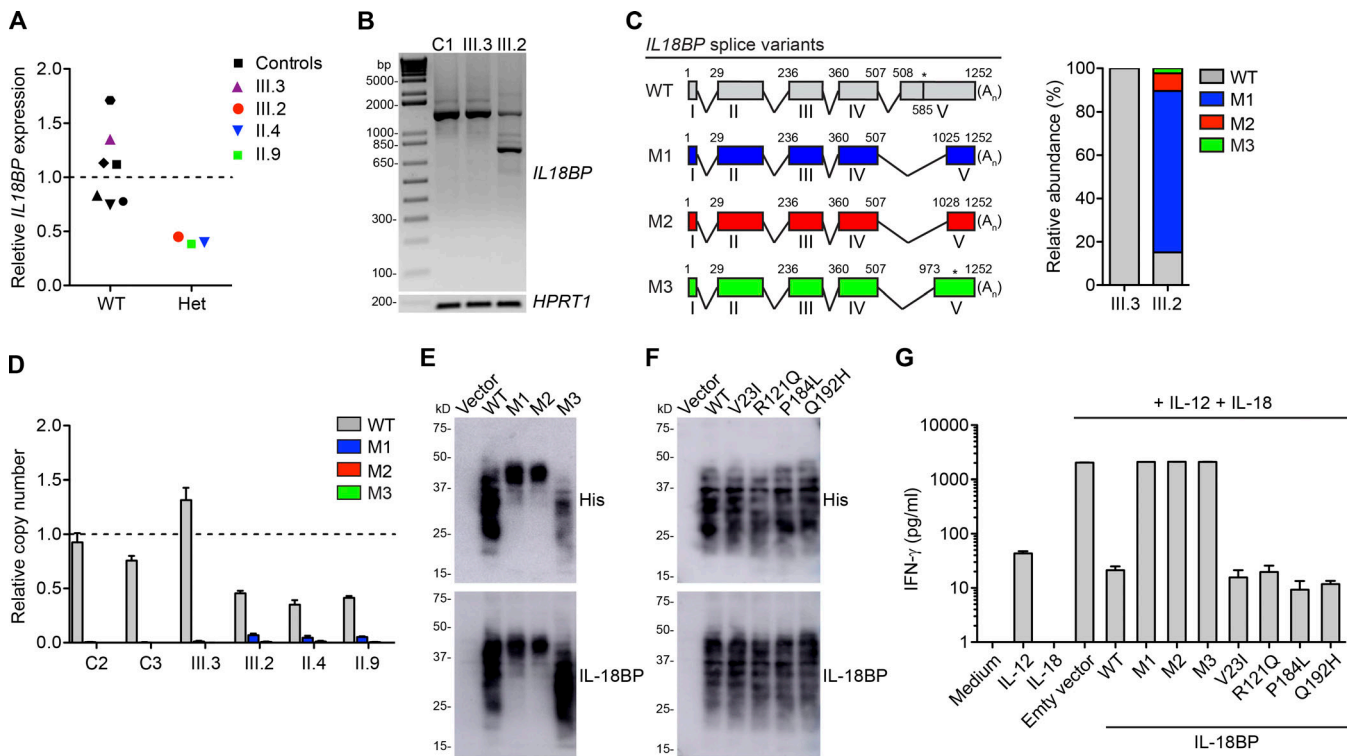 A
Relative IL18BP expression
2.0
1.5
1.0
0.5
0.0
WT
Het
Controls
III.3
III.2
II.4
II.9
B
C1 III.3 III.2
bp
5000-
2000-
1000-
850-
650-
300-
200-
100-
200-
IL18BP
HPRT1
C
IL18BP splice variants
1 29 236 360 507 508 * 1252
WT
(An)
585
I II III IV V
1 29 236 360 507 1025 1252
M1
(An)
I II III IV V
1 29 236 360 507 1028 1252
M2
(An)
I II III IV V
1 29 236 360 507 973 * 1252
M3
(An)
I II III IV V
Relative abundance (%)
100
80
60
40
20
0
III.3
III.2
WT
M1
M2
M3
D
Relative copy number
2.0
1.5
1.0
0.5
0.0
C2 C3 III.3 III.2 II.4 II.9
WT
M1
M2
M3
E
Vector WT M1 M2 M3
kD
75-
50-
37-
25-
15-
His
75-
50-
37-
25-
15-
IL-18BP
F
Vector WT V23I R121Q P184L Q192H
kD
75-
50-
37-
25-
15-
His
75-
50-
37-
25-
15-
IL-18BP
G
+ IL-12 + IL-18
IFN-γ (pg/ml)
10000
1000
100
10
1
Medium IL-12 IL-18 Emty vector WT M1 M2 M3 V23I R121Q P184L Q192H
IL-18BP